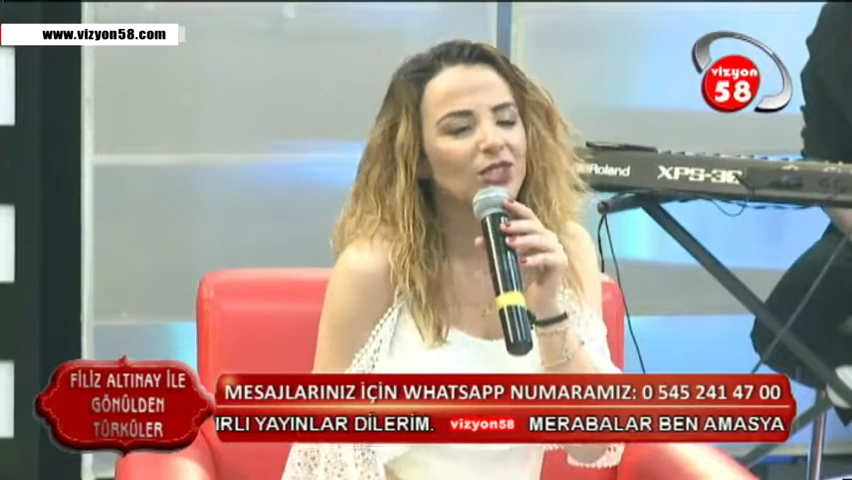 www.vizyon58.com
vizyon
58
Roland
XPS-30
FİLİZ ALTINAY İLE
GÖNÜLDEN
TÜRKÜLER
MESAJLARINIZ İÇİN WHATSAPP NUMARAMIZ: 0 545 241 47 00
IRLI YAYINLAR DİLERİM. vizyon58 MERABALAR BEN AMASYA